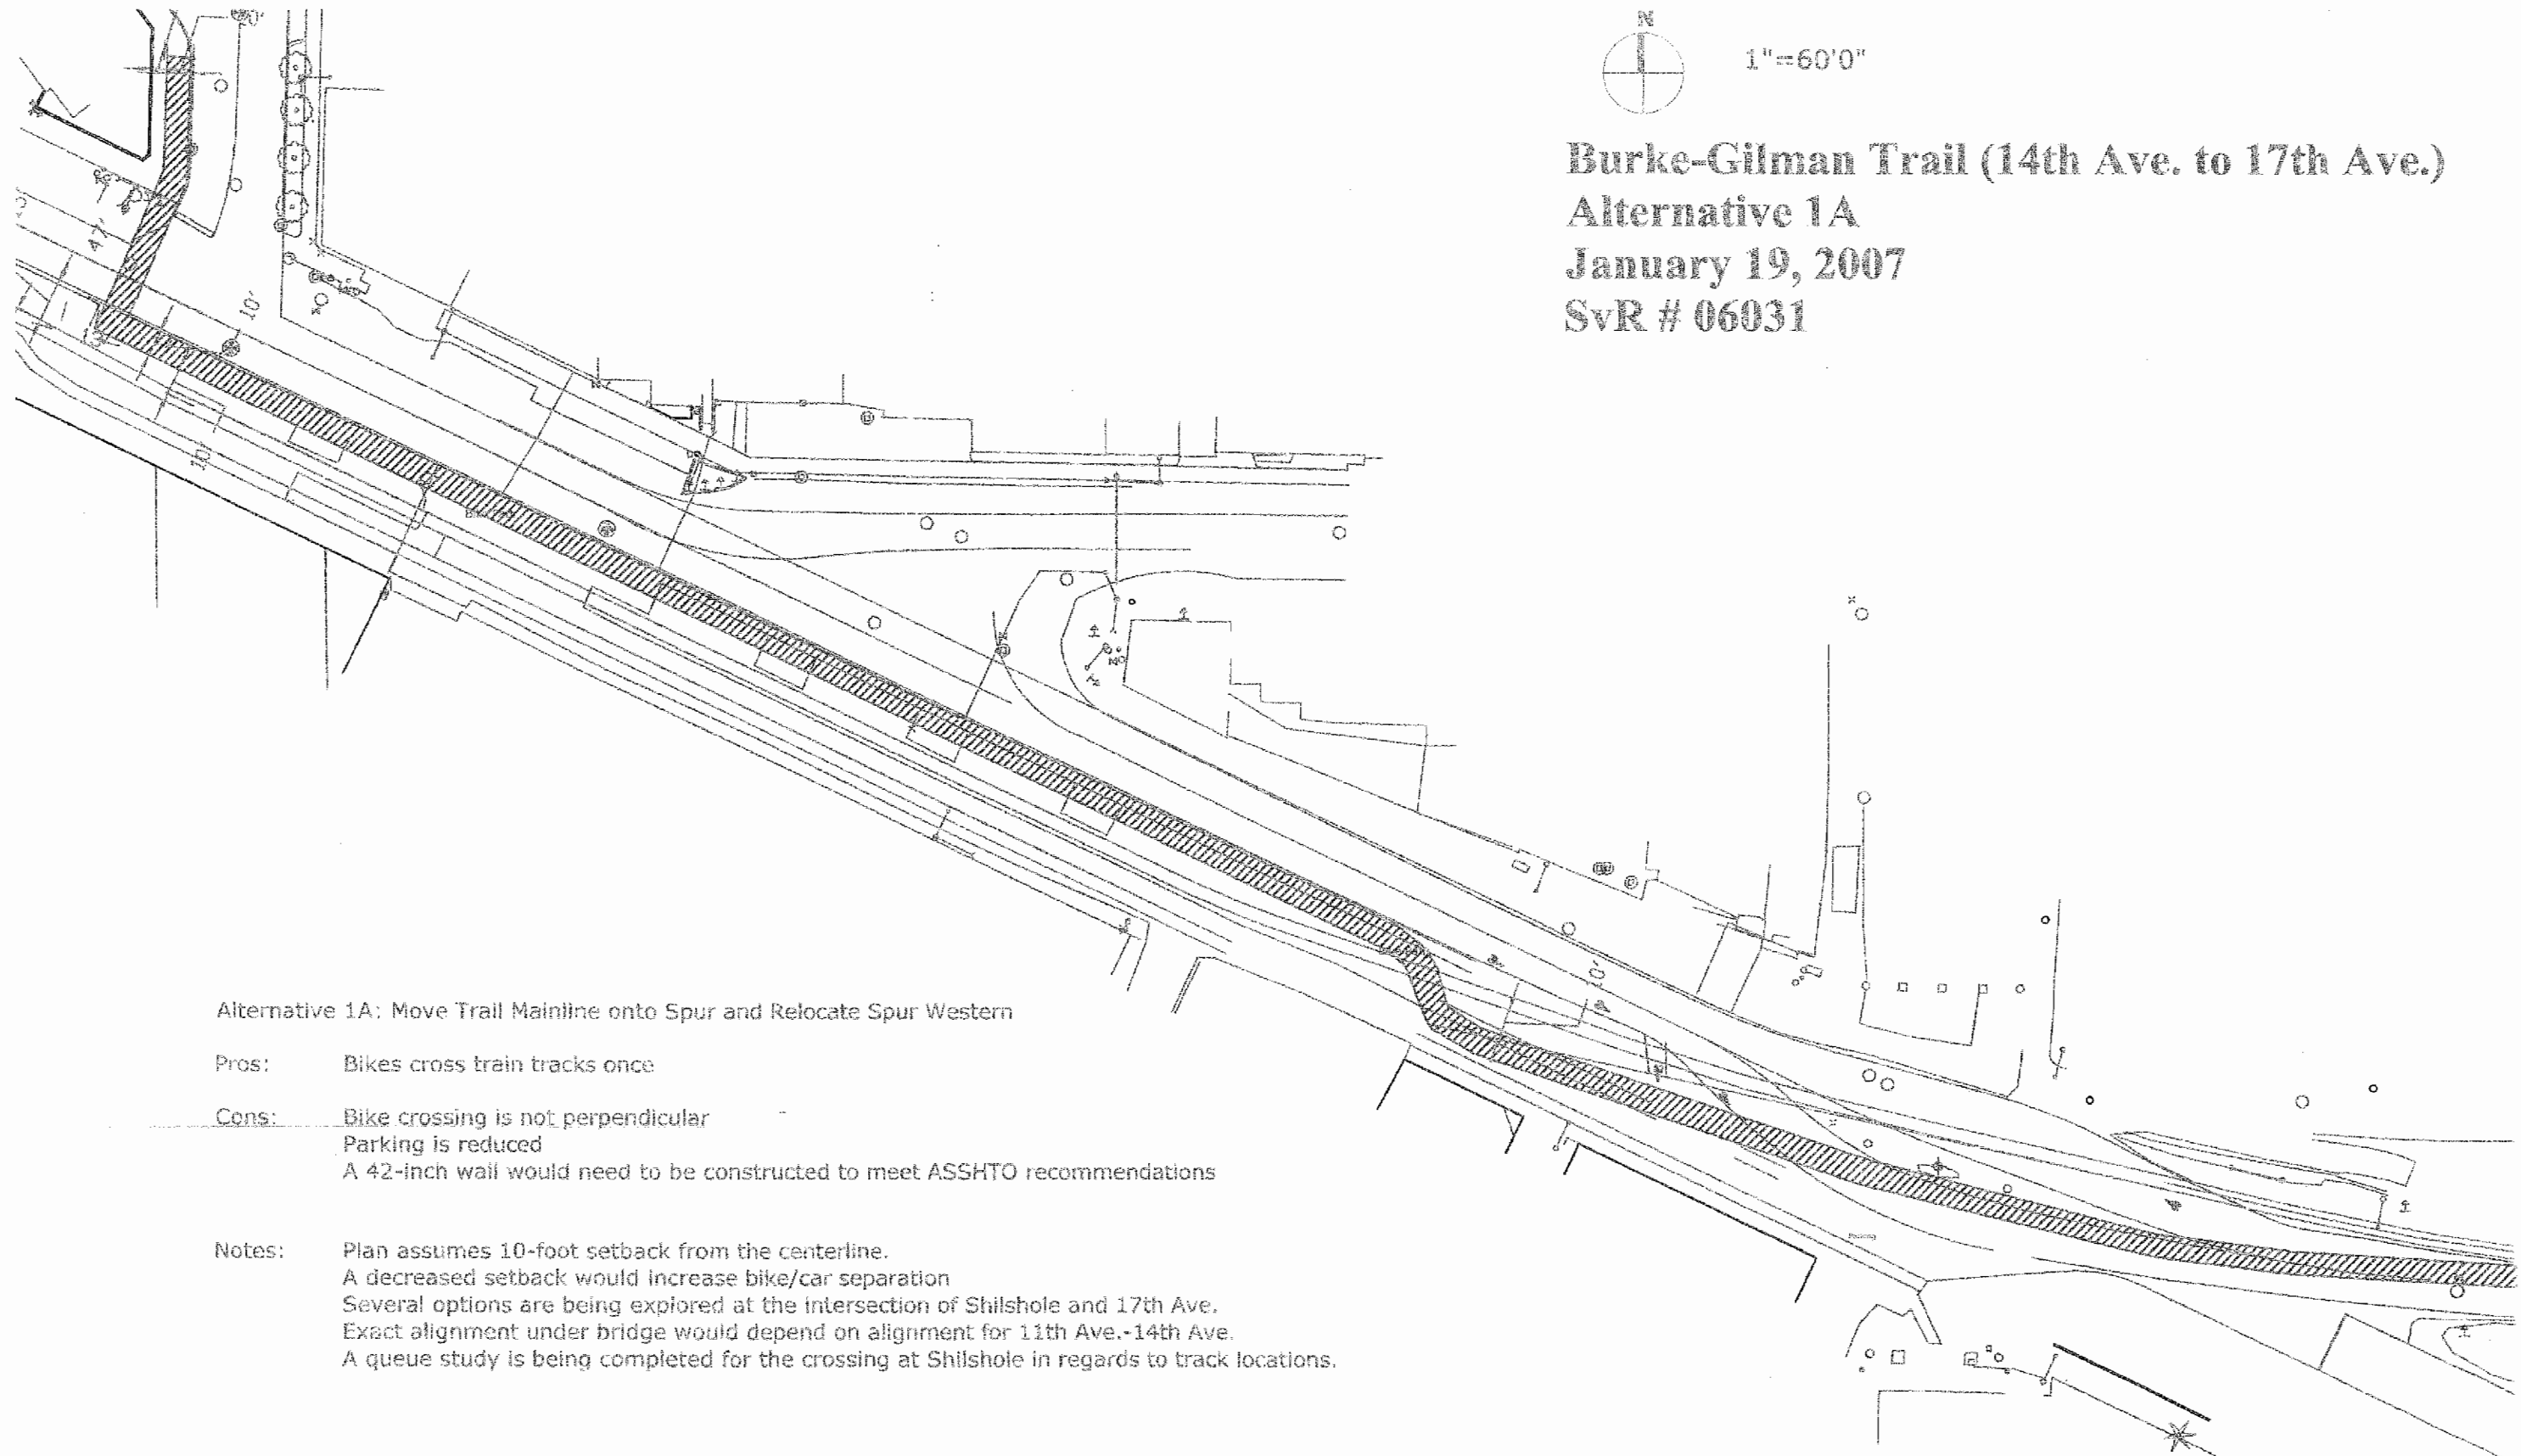 N
1"=60'0"
Burke-Gilman Trail (14th Ave. to 17th Ave.)
Alternative 1A
January 19, 2007
SvR # 06031
47'
10'
10'
10'
Alternative 1A: Move Trail Mainline onto Spur and Relocate Spur Western
Pros: Bikes cross train tracks once
Cons: Bike crossing is not perpendicular
Parking is reduced
A 42-inch wall would need to be constructed to meet ASSHTO recommendations
Notes: Plan assumes 10-foot setback from the centerline.
A decreased setback would increase bike/car separation
Several options are being explored at the intersection of Shilshole and 17th Ave.
Exact alignment under bridge would depend on alignment for 11th Ave.-14th Ave.
A queue study is being completed for the crossing at Shilshole in regards to track locations.